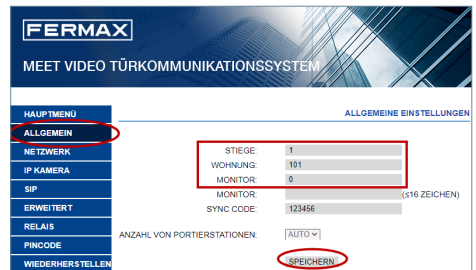 FERMAX
MEET VIDEO TÜRKOMMUNIKATIONSSYSTEM
HAUPTMENÜ
ALLGEMEIN
NETZWERK
IP KAMERA
SIP
ERWEITERT
RELAIS
PINCODE
WIEDERHERSTELLEN
ALLGEMEINE EINSTELLUNGEN
STIEGE: 1
WOHNUNG: 101
MONITOR: 0
MONITOR: (≤16 ZEICHEN)
SYNC CODE: 123456
ANZAHL VON PORTIERSTATIONEN: AUTO
SPEICHERN